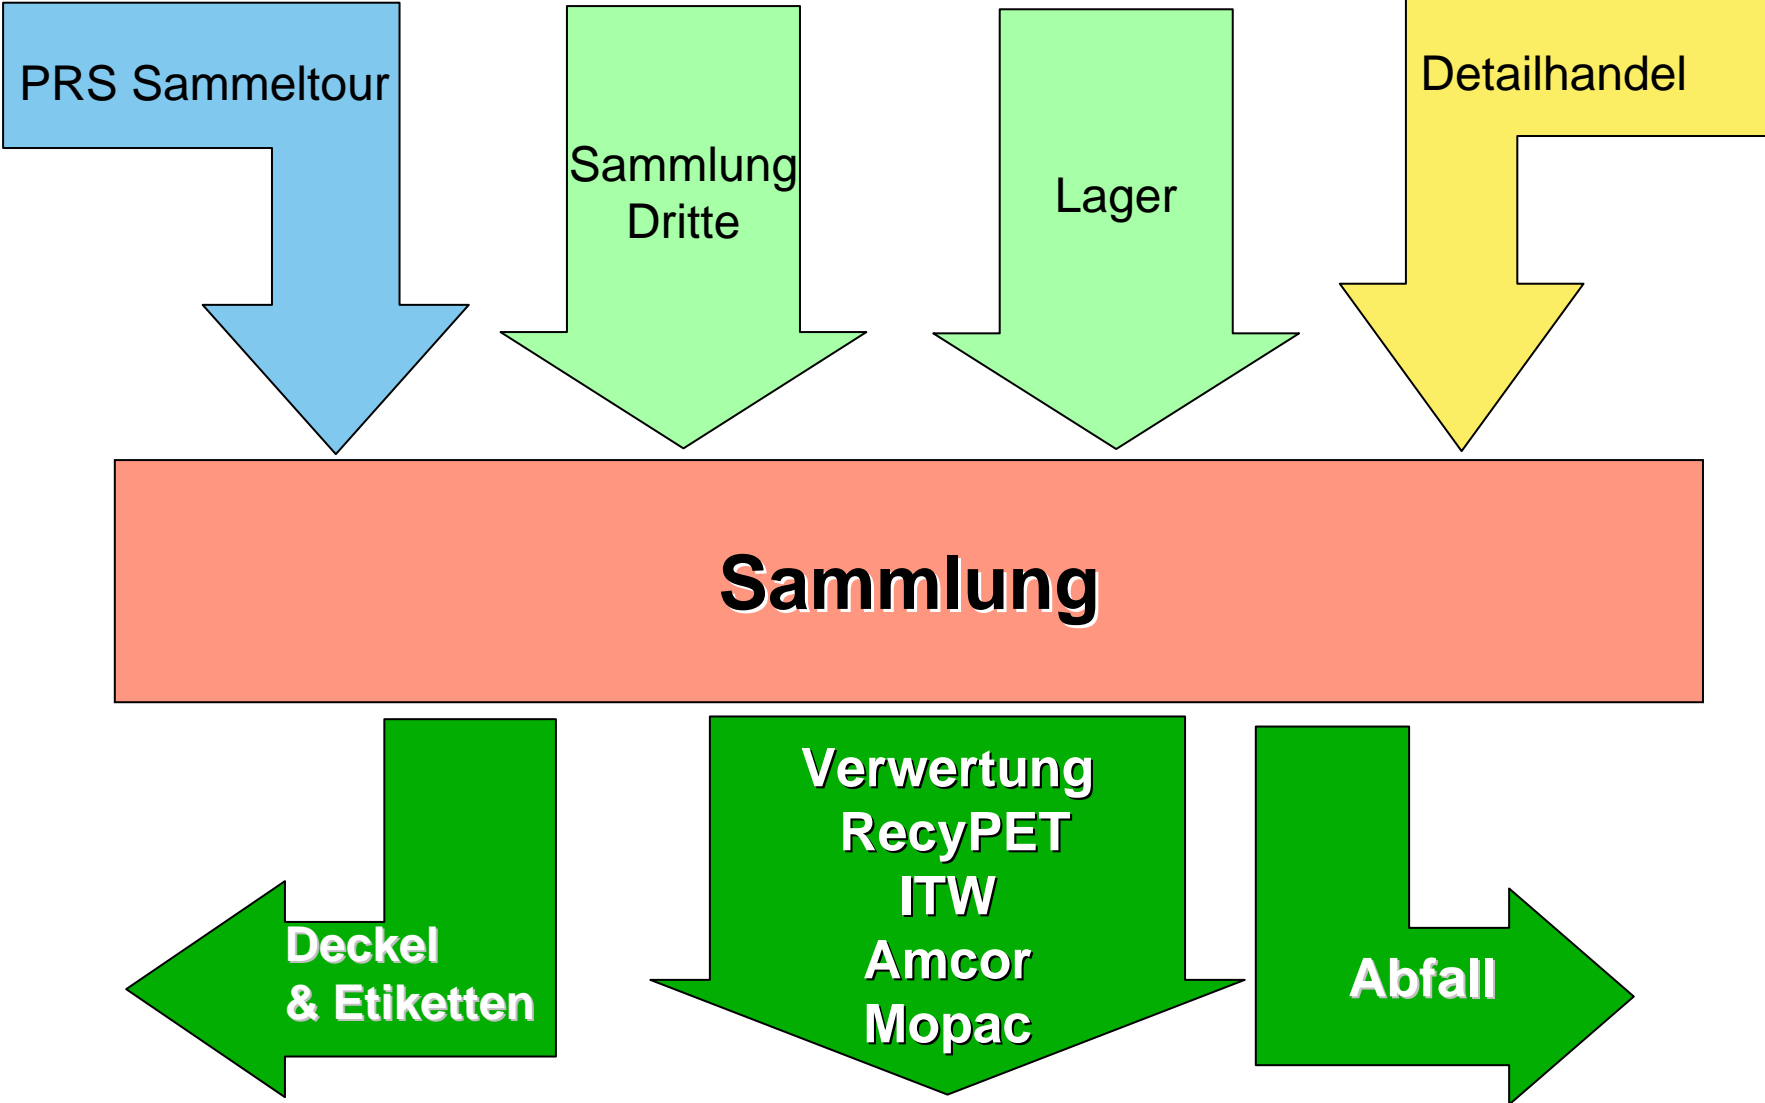 PRS Sammeltour
Sammlung
Dritte
Lager
Detailhandel
Sammlung
Deckel
& Etiketten
Verwertung
RecyPET
ITW
Amcor
Mopac
Abfall